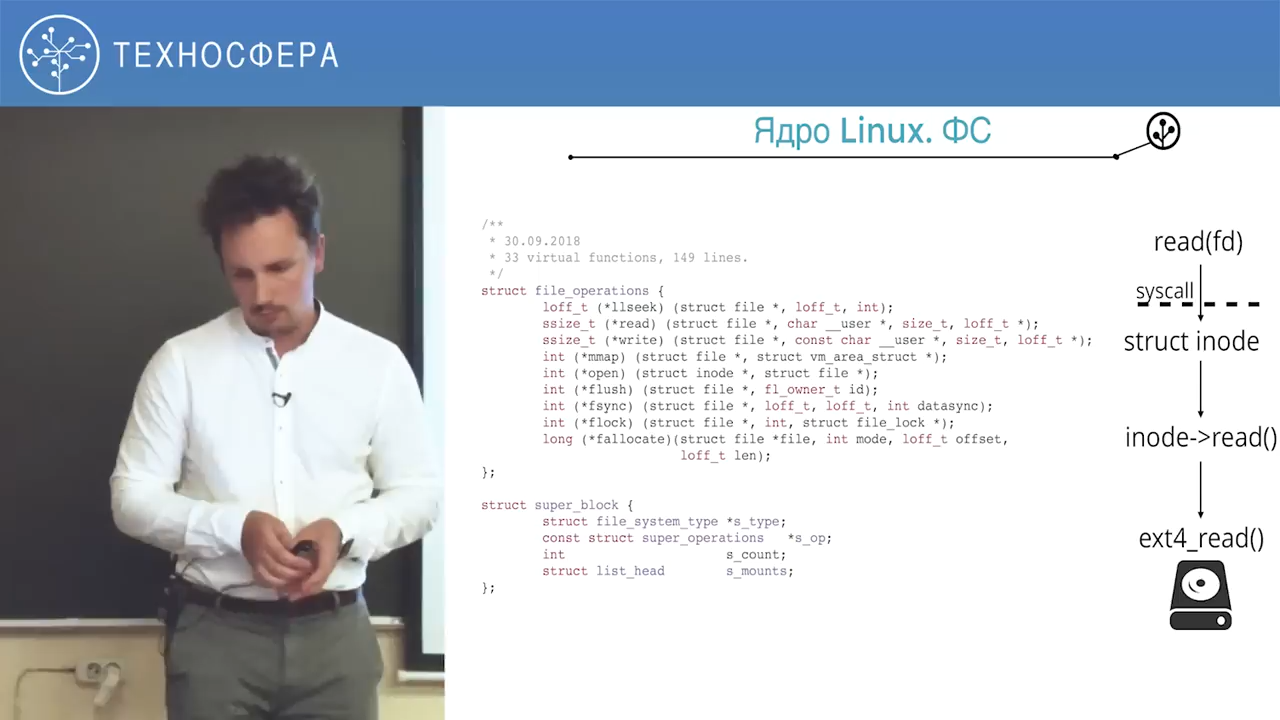 ТЕХНОСФЕРА
Ядро Linux. ФС
/**
 * 30.09.2018
 * 33 virtual functions, 149 lines.
 */
struct file_operations {
        loff_t (*llseek) (struct file *, loff_t, int);
        ssize_t (*read) (struct file *, char __user *, size_t, loff_t *);
        ssize_t (*write) (struct file *, const char __user *, size_t, loff_t *);
        int (*mmap) (struct file *, struct vm_area_struct *);
        int (*open) (struct inode *, struct file *);
        int (*flush) (struct file *, fl_owner_t id);
        int (*fsync) (struct file *, loff_t, loff_t, int datasync);
        int (*flock) (struct file *, int, struct file_lock *);
        long (*fallocate)(struct file *file, int mode, loff_t offset,
                          loff_t len);
};
struct super_block {
        struct file_system_type *s_type;
        const struct super_operations   *s_op;
        int                     s_count;
        struct list_head        s_mounts;
};
read(fd)
syscall
struct inode
inode->read()
ext4_read()